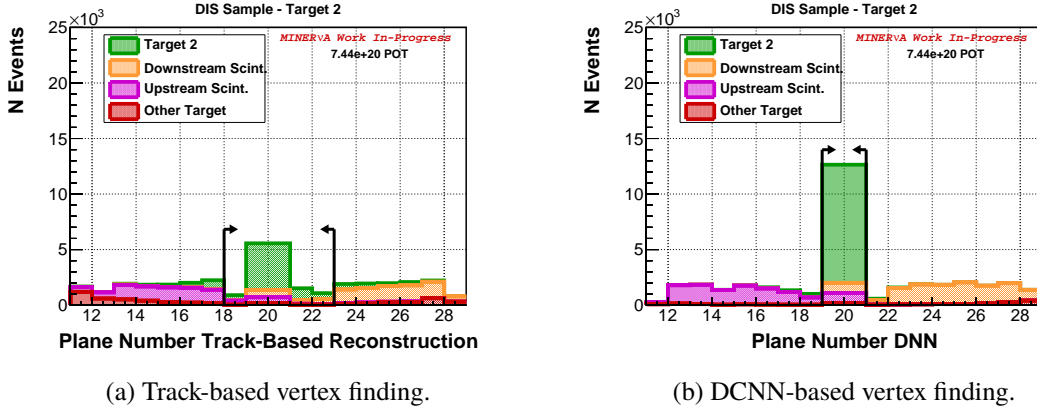 DIS Sample - Target 2
×10³
N Events
25
20
15
10
5
0
MINERνA Work In-Progress
7.44e+20 POT
Target 2
Downstream Scint.
Upstream Scint.
Other Target
12 14 16 18 20 22 24 26 28
Plane Number Track-Based Reconstruction
(a) Track-based vertex finding.
DIS Sample - Target 2
×10³
N Events
25
20
15
10
5
0
MINERνA Work In-Progress
7.44e+20 POT
Target 2
Downstream Scint.
Upstream Scint.
Other Target
12 14 16 18 20 22 24 26 28
Plane Number DNN
(b) DCNN-based vertex finding.